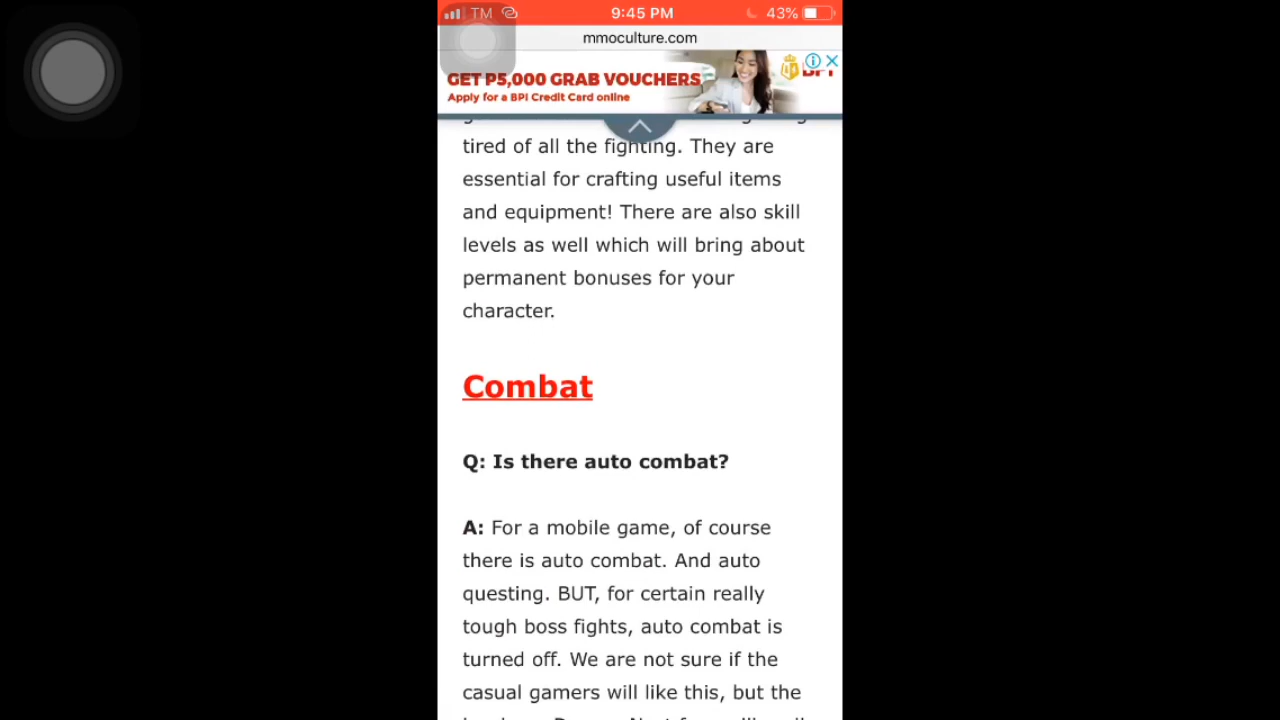 TM 9:45 PM 43%
mmoculture.com
GET P5,000 GRAB VOUCHERS
Apply for a BPI Credit Card online
tired of all the fighting. They are
essential for crafting useful items
and equipment! There are also skill
levels as well which will bring about
permanent bonuses for your
character.
Combat
Q: Is there auto combat?
A: For a mobile game, of course
there is auto combat. And auto
questing. BUT, for certain really
tough boss fights, auto combat is
turned off. We are not sure if the
casual gamers will like this, but the